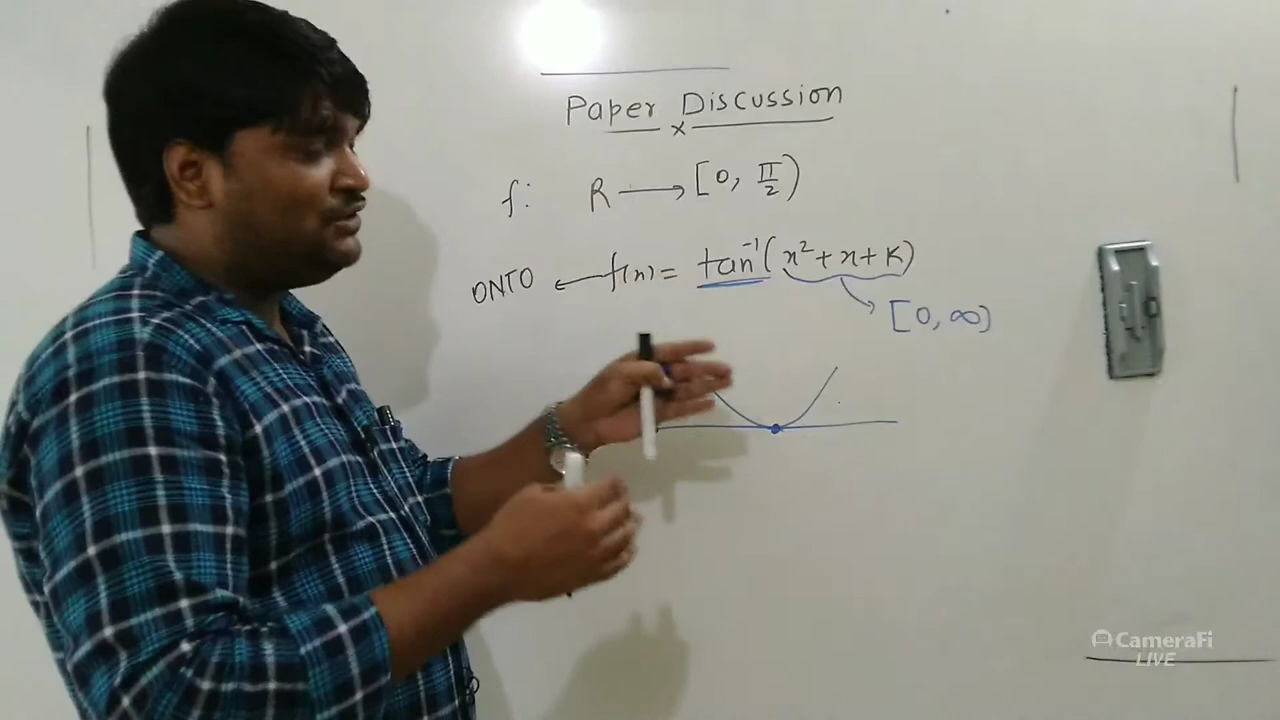 Paper Discussion
x
f: R → [0, π/2)
ONTO ← f(x) = tan⁻¹(x² + x + K)
[0, ∞)
CameraFi
LIVE